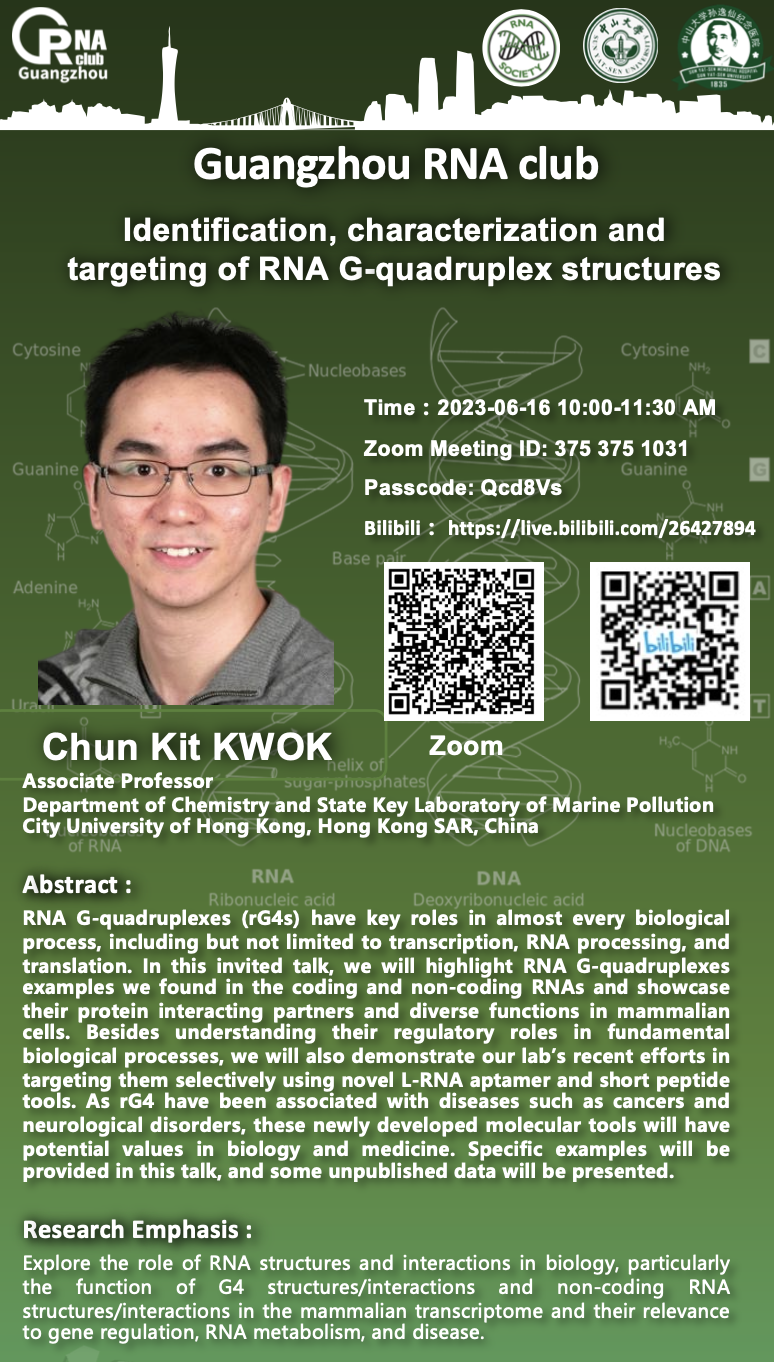 RNA
club
Guangzhou
RNA
SOCIETY
中山大学
SUN YAT-SEN UNIVERSITY
中山大学孙逸仙纪念医院
SUN YAT-SEN MEMORIAL HOSPITAL
SUN YAT-SEN UNIVERSITY
1835
Guangzhou RNA club
Identification, characterization and
targeting of RNA G-quadruplex structures
Cytosine
Nucleobases
Cytosine
C
NH₂
Time : 2023-06-16 10:00-11:30 AM
Zoom Meeting ID: 375 375 1031
Guanine
Guanine
G
Passcode: Qcd8Vs
Bilibili : https://live.bilibili.com/26427894
Base pair
Adenine
A
H₂N
bilibili
Uracil
T
Chun Kit KWOK
Zoom
H₃C
NH
helix of
sugar-phosphates
Associate Professor
Department of Chemistry and State Key Laboratory of Marine Pollution
City University of Hong Kong, Hong Kong SAR, China
of RNA
Nucleobases
of DNA
RNA
DNA
Ribonucleic acid
Deoxyribonucleic acid
Abstract :
RNA G-quadruplexes (rG4s) have key roles in almost every biological
process, including but not limited to transcription, RNA processing, and
translation. In this invited talk, we will highlight RNA G-quadruplexes
examples we found in the coding and non-coding RNAs and showcase
their protein interacting partners and diverse functions in mammalian
cells. Besides understanding their regulatory roles in fundamental
biological processes, we will also demonstrate our lab's recent efforts in
targeting them selectively using novel L-RNA aptamer and short peptide
tools. As rG4 have been associated with diseases such as cancers and
neurological disorders, these newly developed molecular tools will have
potential values in biology and medicine. Specific examples will be
provided in this talk, and some unpublished data will be presented.
Research Emphasis :
Explore the role of RNA structures and interactions in biology, particularly
the function of G4 structures/interactions and non-coding RNA
structures/interactions in the mammalian transcriptome and their relevance
to gene regulation, RNA metabolism, and disease.